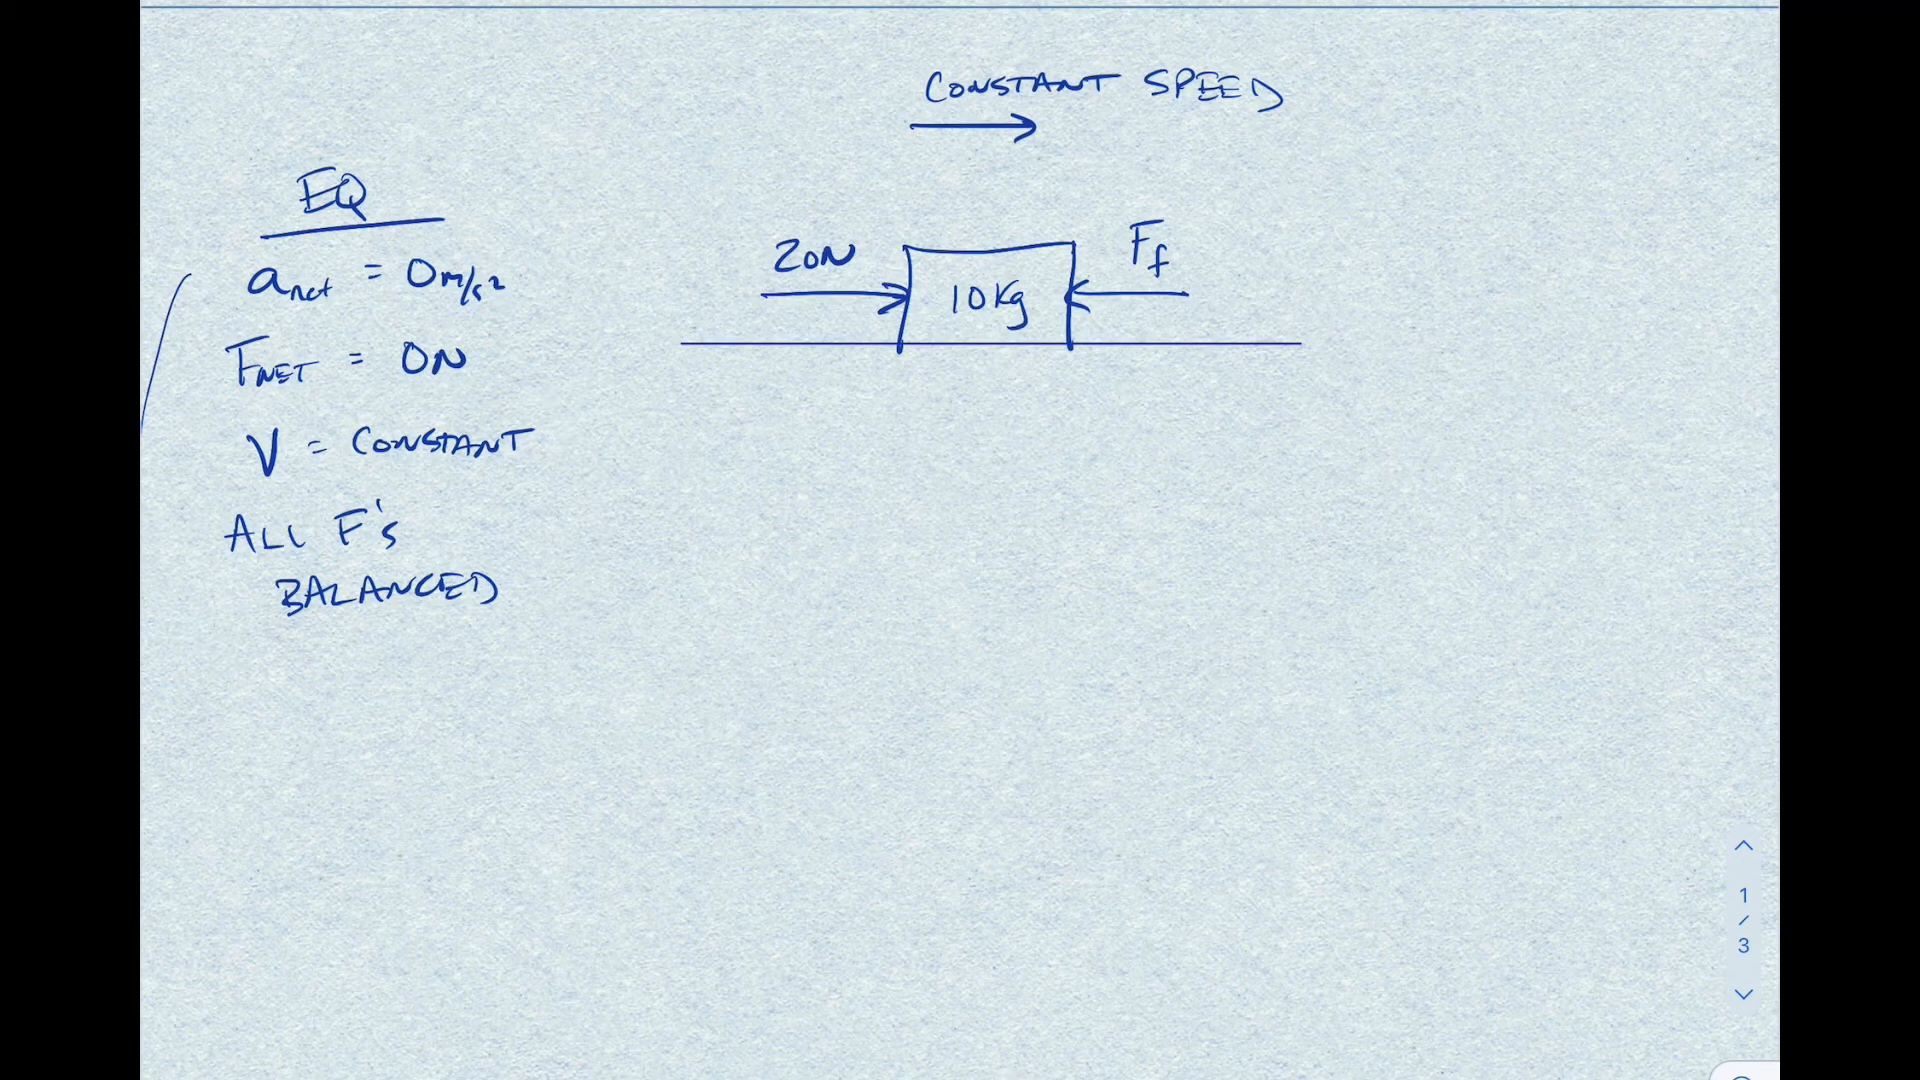 CONSTANT SPEED
EQ
anet = 0m/s²
FNET = 0N
V = CONSTANT
ALL F's
BALANCED
20N
10Kg
Ff
1
/
3